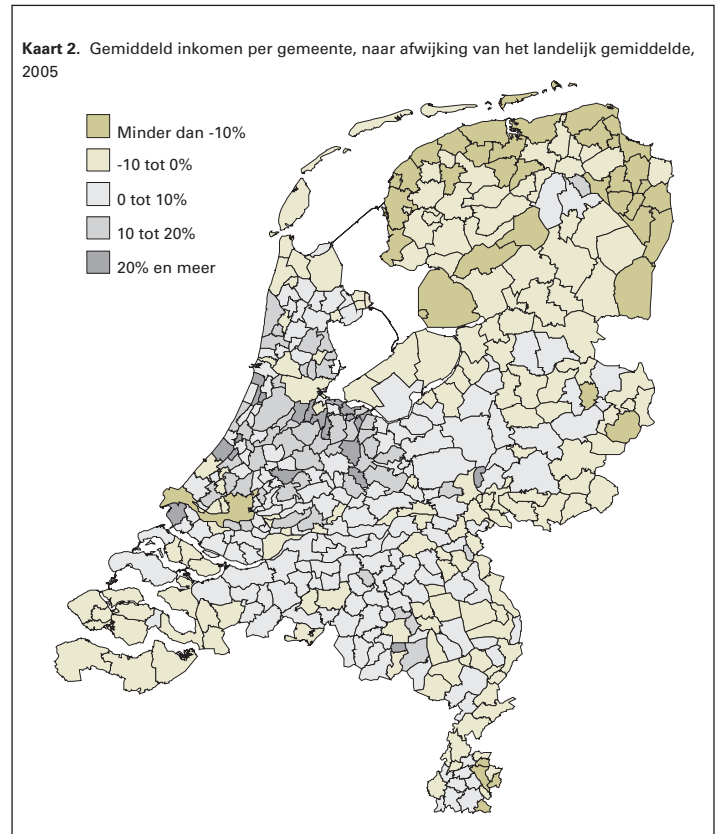 Kaart 2. Gemiddeld inkomen per gemeente, naar afwijking van het landelijk gemiddelde,
2005
Minder dan -10%
-10 tot 0%
0 tot 10%
10 tot 20%
20% en meer